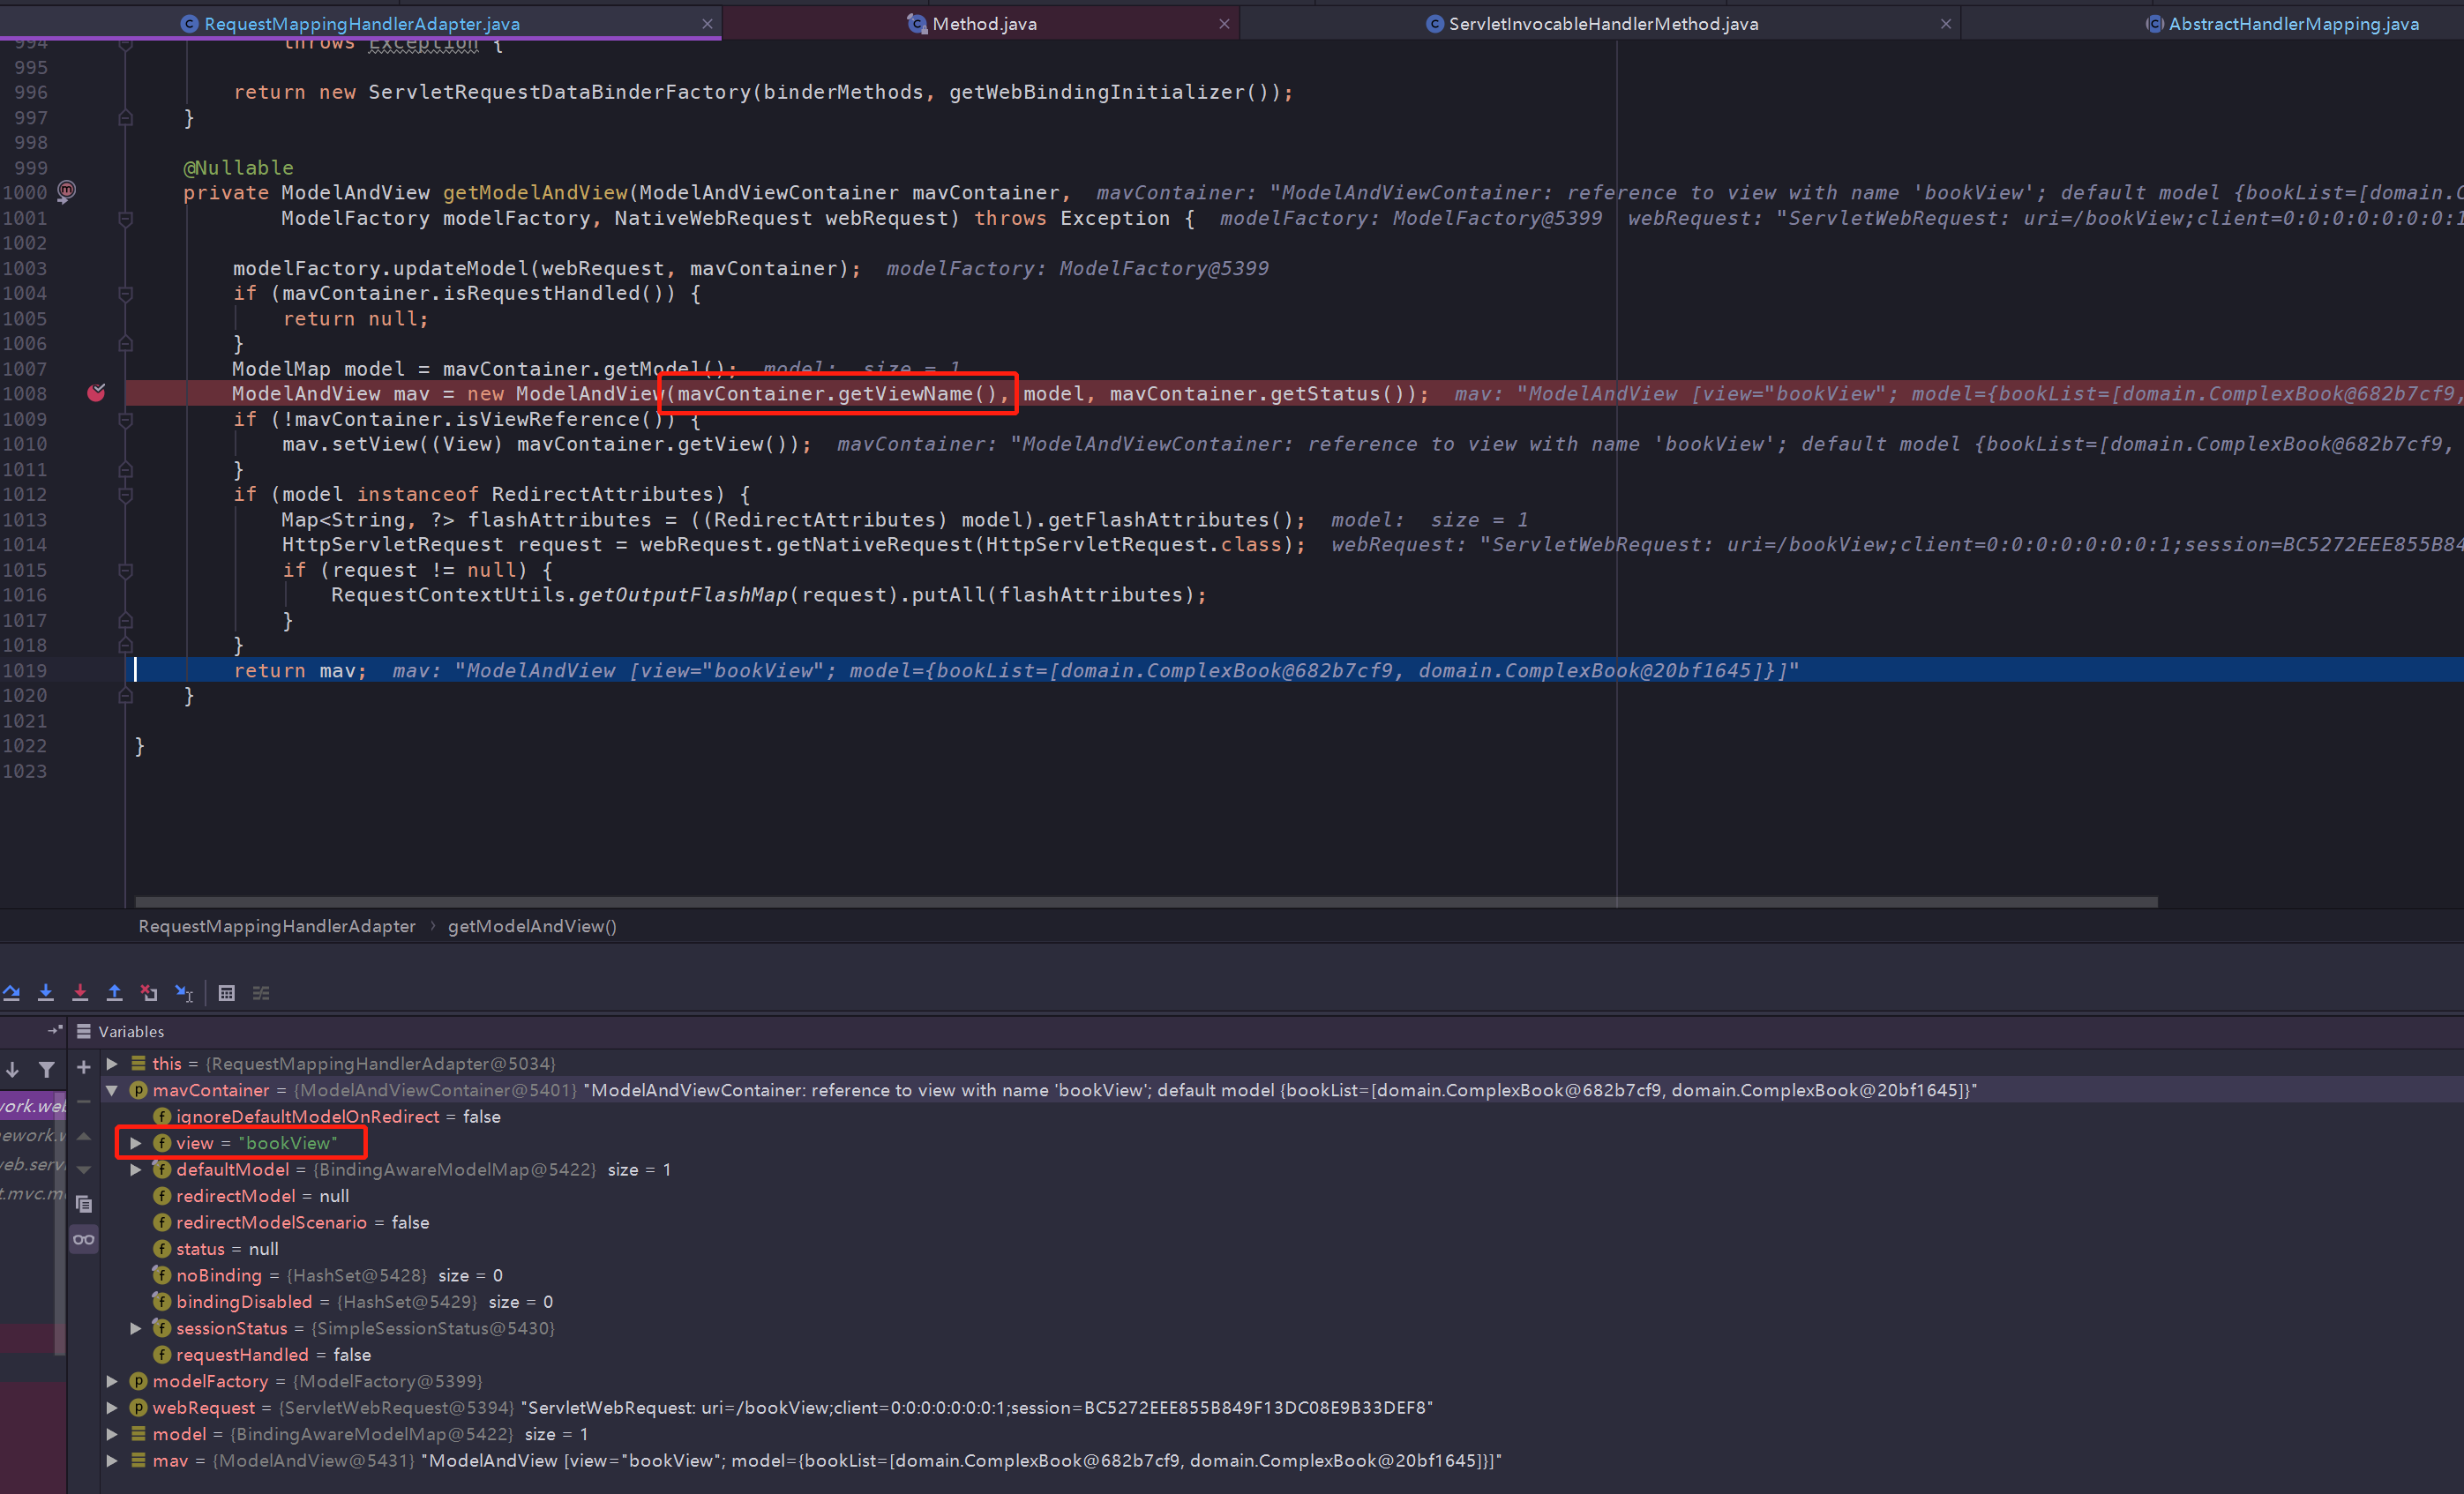 RequestMappingHandlerAdapter.java
Method.java
ServletInvocableHandlerMethod.java
AbstractHandlerMapping.java
994 throws Exception {
995
996 return new ServletRequestDataBinderFactory(binderMethods, getWebBindingInitializer());
997 }
998
999 @Nullable
1000 private ModelAndView getModelAndView(ModelAndViewContainer mavContainer, mavContainer: "ModelAndViewContainer: reference to view with name 'bookView'; default model {bookList=[domain.C
1001 ModelFactory modelFactory, NativeWebRequest webRequest) throws Exception { modelFactory: ModelFactory@5399 webRequest: "ServletWebRequest: uri=/bookView;client=0:0:0:0:0:0:0:1
1002
1003 modelFactory.updateModel(webRequest, mavContainer); modelFactory: ModelFactory@5399
1004 if (mavContainer.isRequestHandled()) {
1005 return null;
1006 }
1007 ModelMap model = mavContainer.getModel(); model: size = 1
1008 ModelAndView mav = new ModelAndView(mavContainer.getViewName(), model, mavContainer.getStatus()); mav: "ModelAndView [view="bookView"; model={bookList=[domain.ComplexBook@682b7cf9,
1009 if (!mavContainer.isViewReference()) {
1010 mav.setView((View) mavContainer.getView()); mavContainer: "ModelAndViewContainer: reference to view with name 'bookView'; default model {bookList=[domain.ComplexBook@682b7cf9,
1011 }
1012 if (model instanceof RedirectAttributes) {
1013 Map<String, ?> flashAttributes = ((RedirectAttributes) model).getFlashAttributes(); model: size = 1
1014 HttpServletRequest request = webRequest.getNativeRequest(HttpServletRequest.class); webRequest: "ServletWebRequest: uri=/bookView;client=0:0:0:0:0:0:0:1;session=BC5272EEE855B84
1015 if (request != null) {
1016 RequestContextUtils.getOutputFlashMap(request).putAll(flashAttributes);
1017 }
1018 }
1019 return mav; mav: "ModelAndView [view="bookView"; model={bookList=[domain.ComplexBook@682b7cf9, domain.ComplexBook@20bf1645]}]"
1020 }
1021
1022 }
1023
RequestMappingHandlerAdapter › getModelAndView()
Variables
this = {RequestMappingHandlerAdapter@5034}
mavContainer = {ModelAndViewContainer@5401} "ModelAndViewContainer: reference to view with name 'bookView'; default model {bookList=[domain.ComplexBook@682b7cf9, domain.ComplexBook@20bf1645]}"
ignoreDefaultModelOnRedirect = false
view = "bookView"
defaultModel = {BindingAwareModelMap@5422} size = 1
redirectModel = null
redirectModelScenario = false
status = null
noBinding = {HashSet@5428} size = 0
bindingDisabled = {HashSet@5429} size = 0
sessionStatus = {SimpleSessionStatus@5430}
requestHandled = false
modelFactory = {ModelFactory@5399}
webRequest = {ServletWebRequest@5394} "ServletWebRequest: uri=/bookView;client=0:0:0:0:0:0:0:1;session=BC5272EEE855B849F13DC08E9B33DEF8"
model = {BindingAwareModelMap@5422} size = 1
mav = {ModelAndView@5431} "ModelAndView [view="bookView"; model={bookList=[domain.ComplexBook@682b7cf9, domain.ComplexBook@20bf1645]}]"